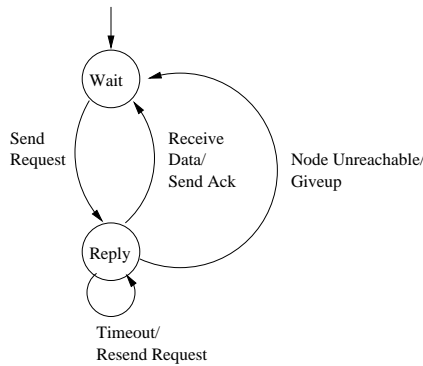 Wait
Send
Request
Receive
Data/
Send Ack
Node Unreachable/
Giveup
Reply
Timeout/
Resend Request